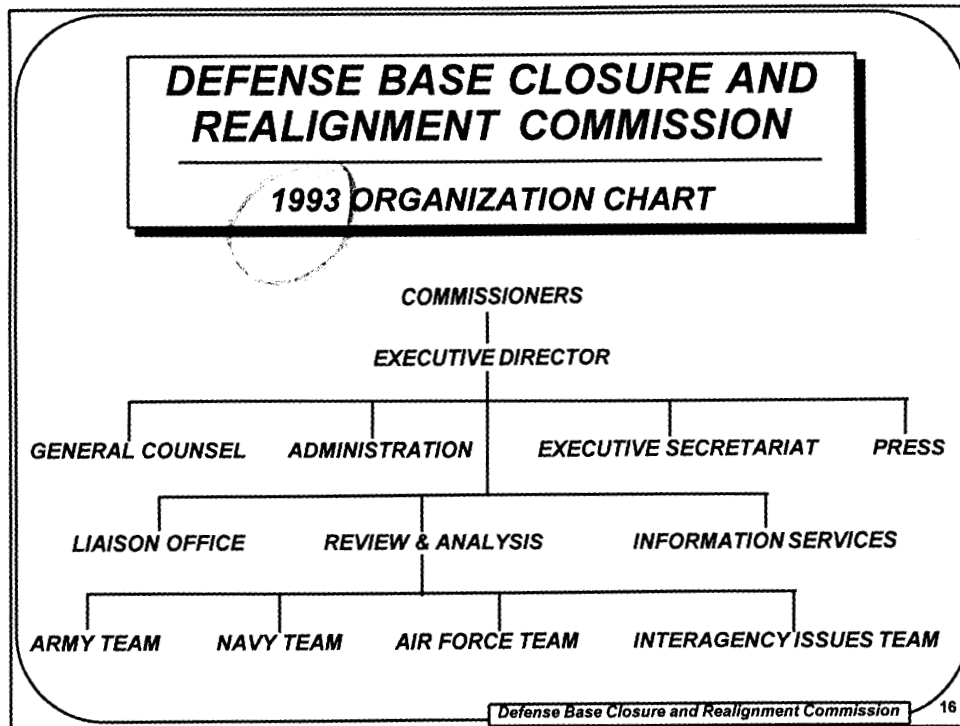 DEFENSE BASE CLOSURE AND
REALIGNMENT COMMISSION
1993 ORGANIZATION CHART
COMMISSIONERS
EXECUTIVE DIRECTOR
GENERAL COUNSEL ADMINISTRATION EXECUTIVE SECRETARIAT PRESS
LIAISON OFFICE REVIEW & ANALYSIS INFORMATION SERVICES
ARMY TEAM NAVY TEAM AIR FORCE TEAM INTERAGENCY ISSUES TEAM
Defense Base Closure and Realignment Commission 16